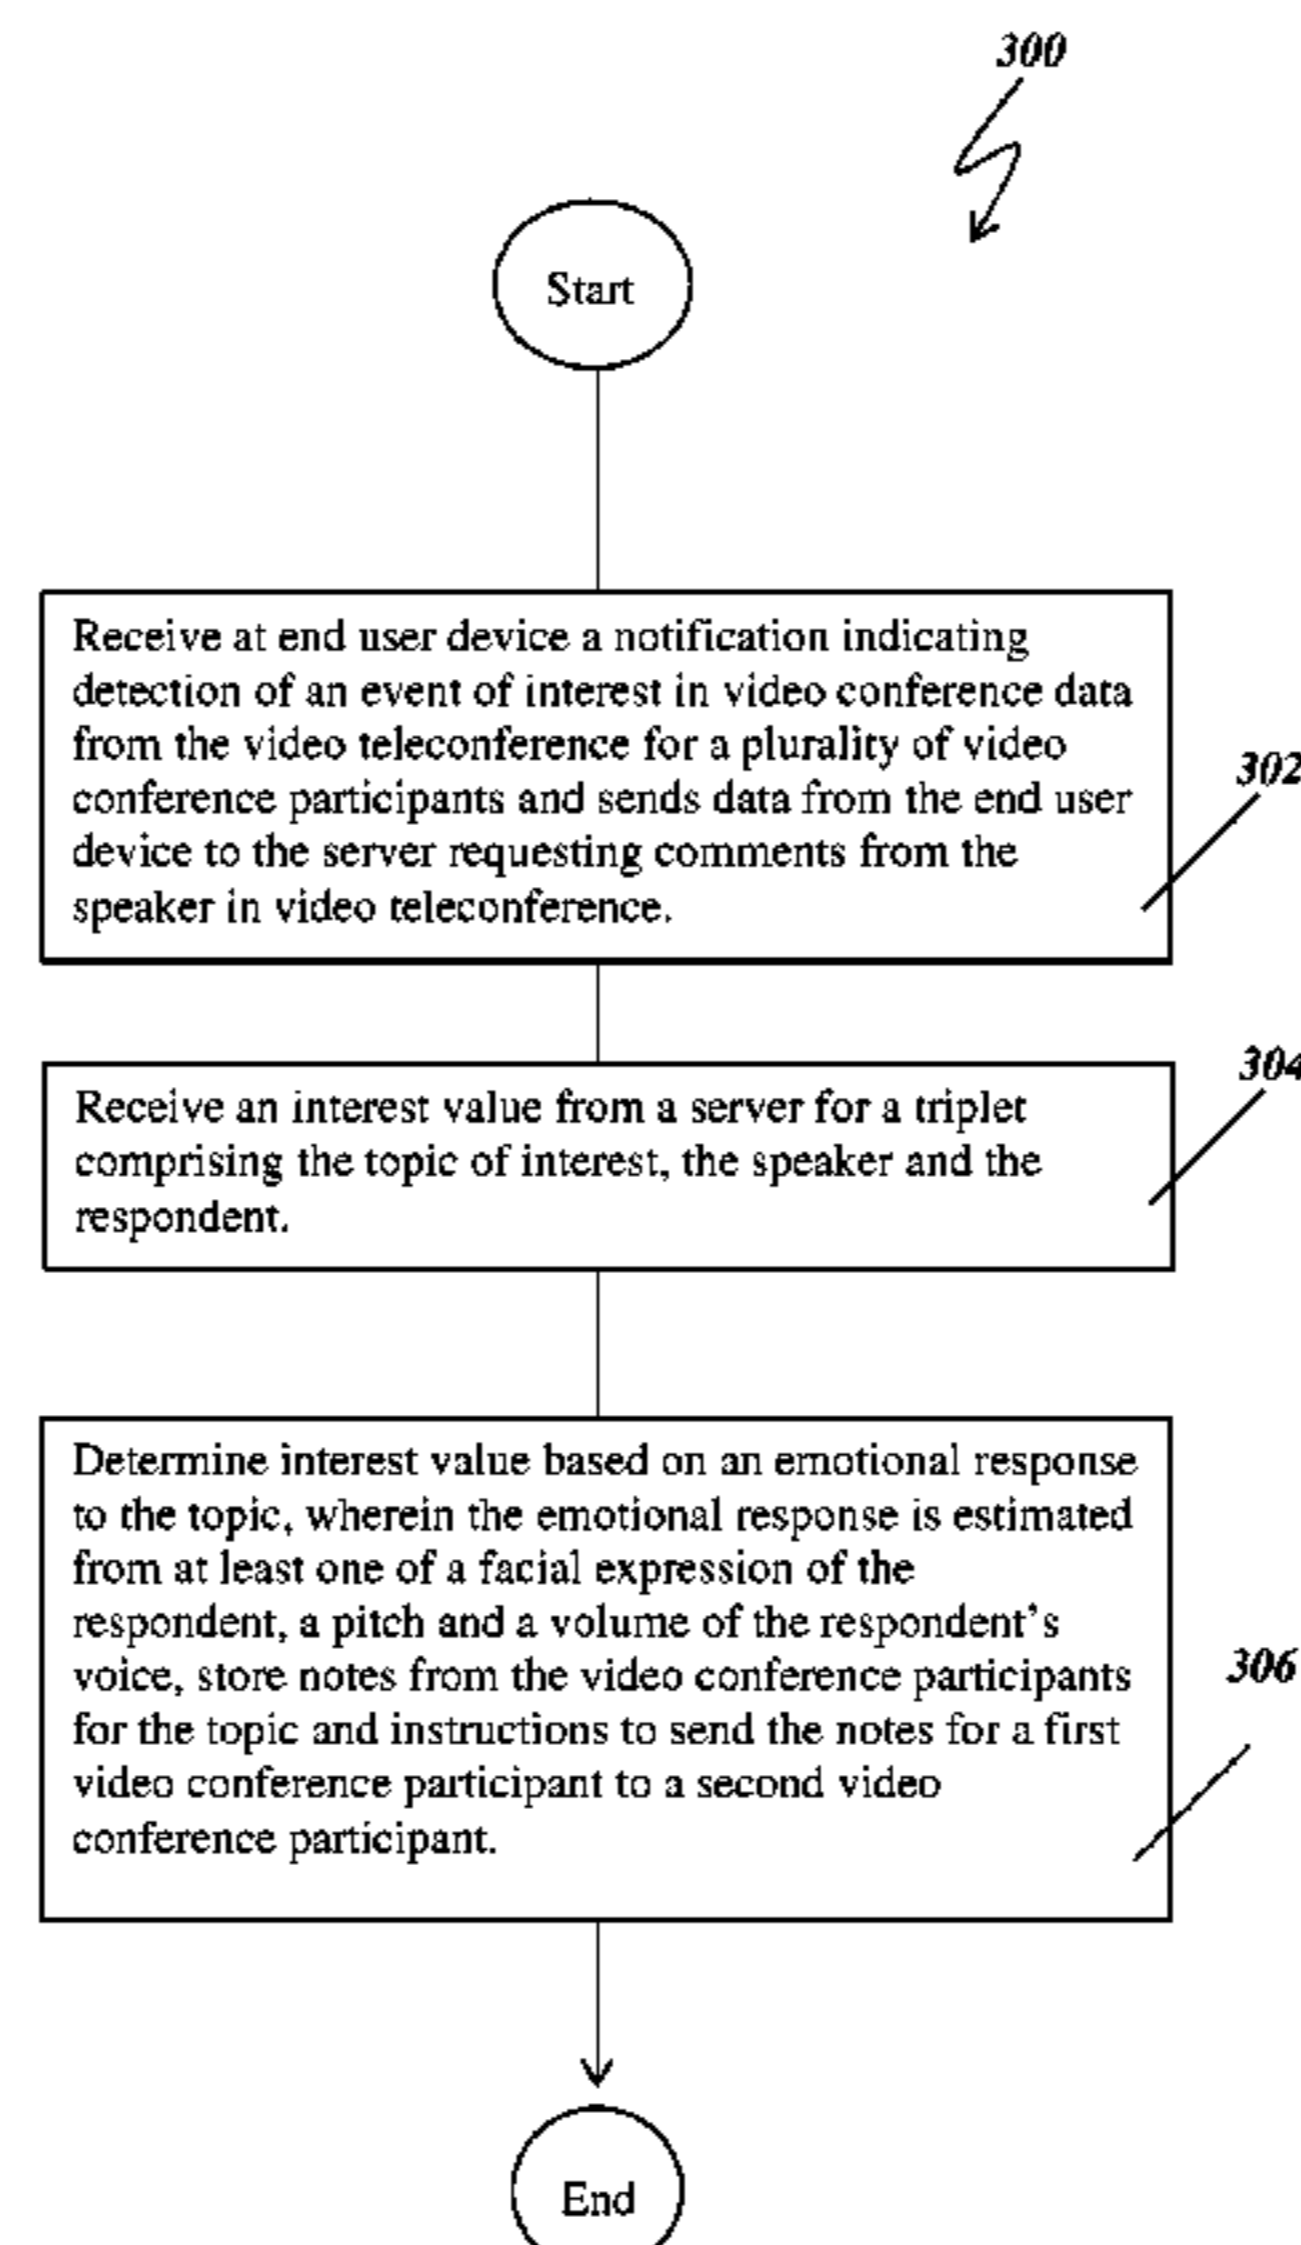 300
Start
Receive at end user device a notification indicating
detection of an event of interest in video conference data
from the video teleconference for a plurality of video
conference participants and sends data from the end user
device to the server requesting comments from the
speaker in video teleconference.
302
Receive an interest value from a server for a triplet
comprising the topic of interest, the speaker and the
respondent.
304
Determine interest value based on an emotional response
to the topic, wherein the emotional response is estimated
from at least one of a facial expression of the
respondent, a pitch and a volume of the respondent's
voice, store notes from the video conference participants
for the topic and instructions to send the notes for a first
video conference participant to a second video
conference participant.
306
End